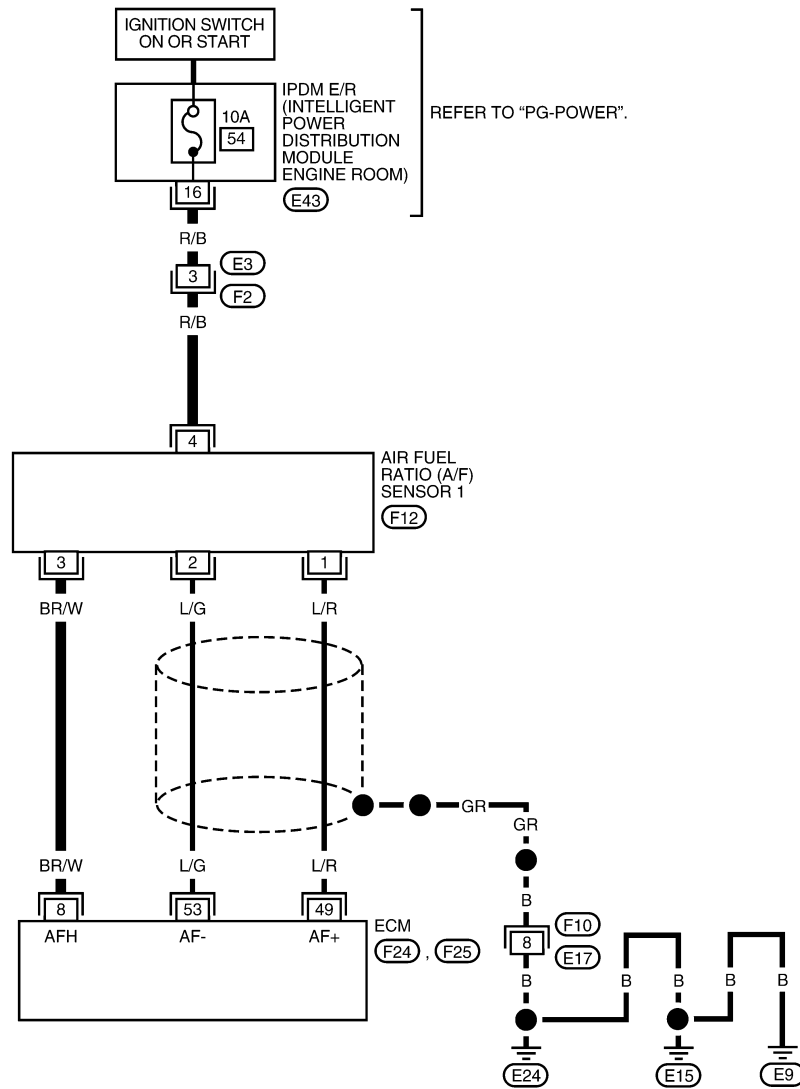 IGNITION SWITCH
ON OR START
IPDM E/R
(INTELLIGENT
POWER
DISTRIBUTION
MODULE
ENGINE ROOM)
10A
54
REFER TO “PG-POWER”.
16
E43
R/B
3
E3
F2
R/B
4
AIR FUEL
RATIO (A/F)
SENSOR 1
F12
3
2
1
BR/W
L/G
L/R
GR
GR
BR/W
L/G
L/R
B
8
53
49
AFH
AF-
AF+
ECM
F24 , F25
8
F10
E17
B
B
B
B
B
E24
E15
E9